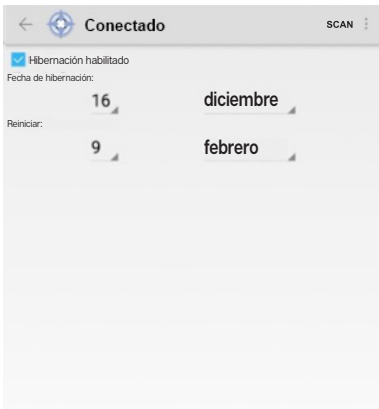 Conectado SCAN
Hibernación habilitado
Fecha de hibernación:
16 diciembre
Reiniciar:
9 febrero